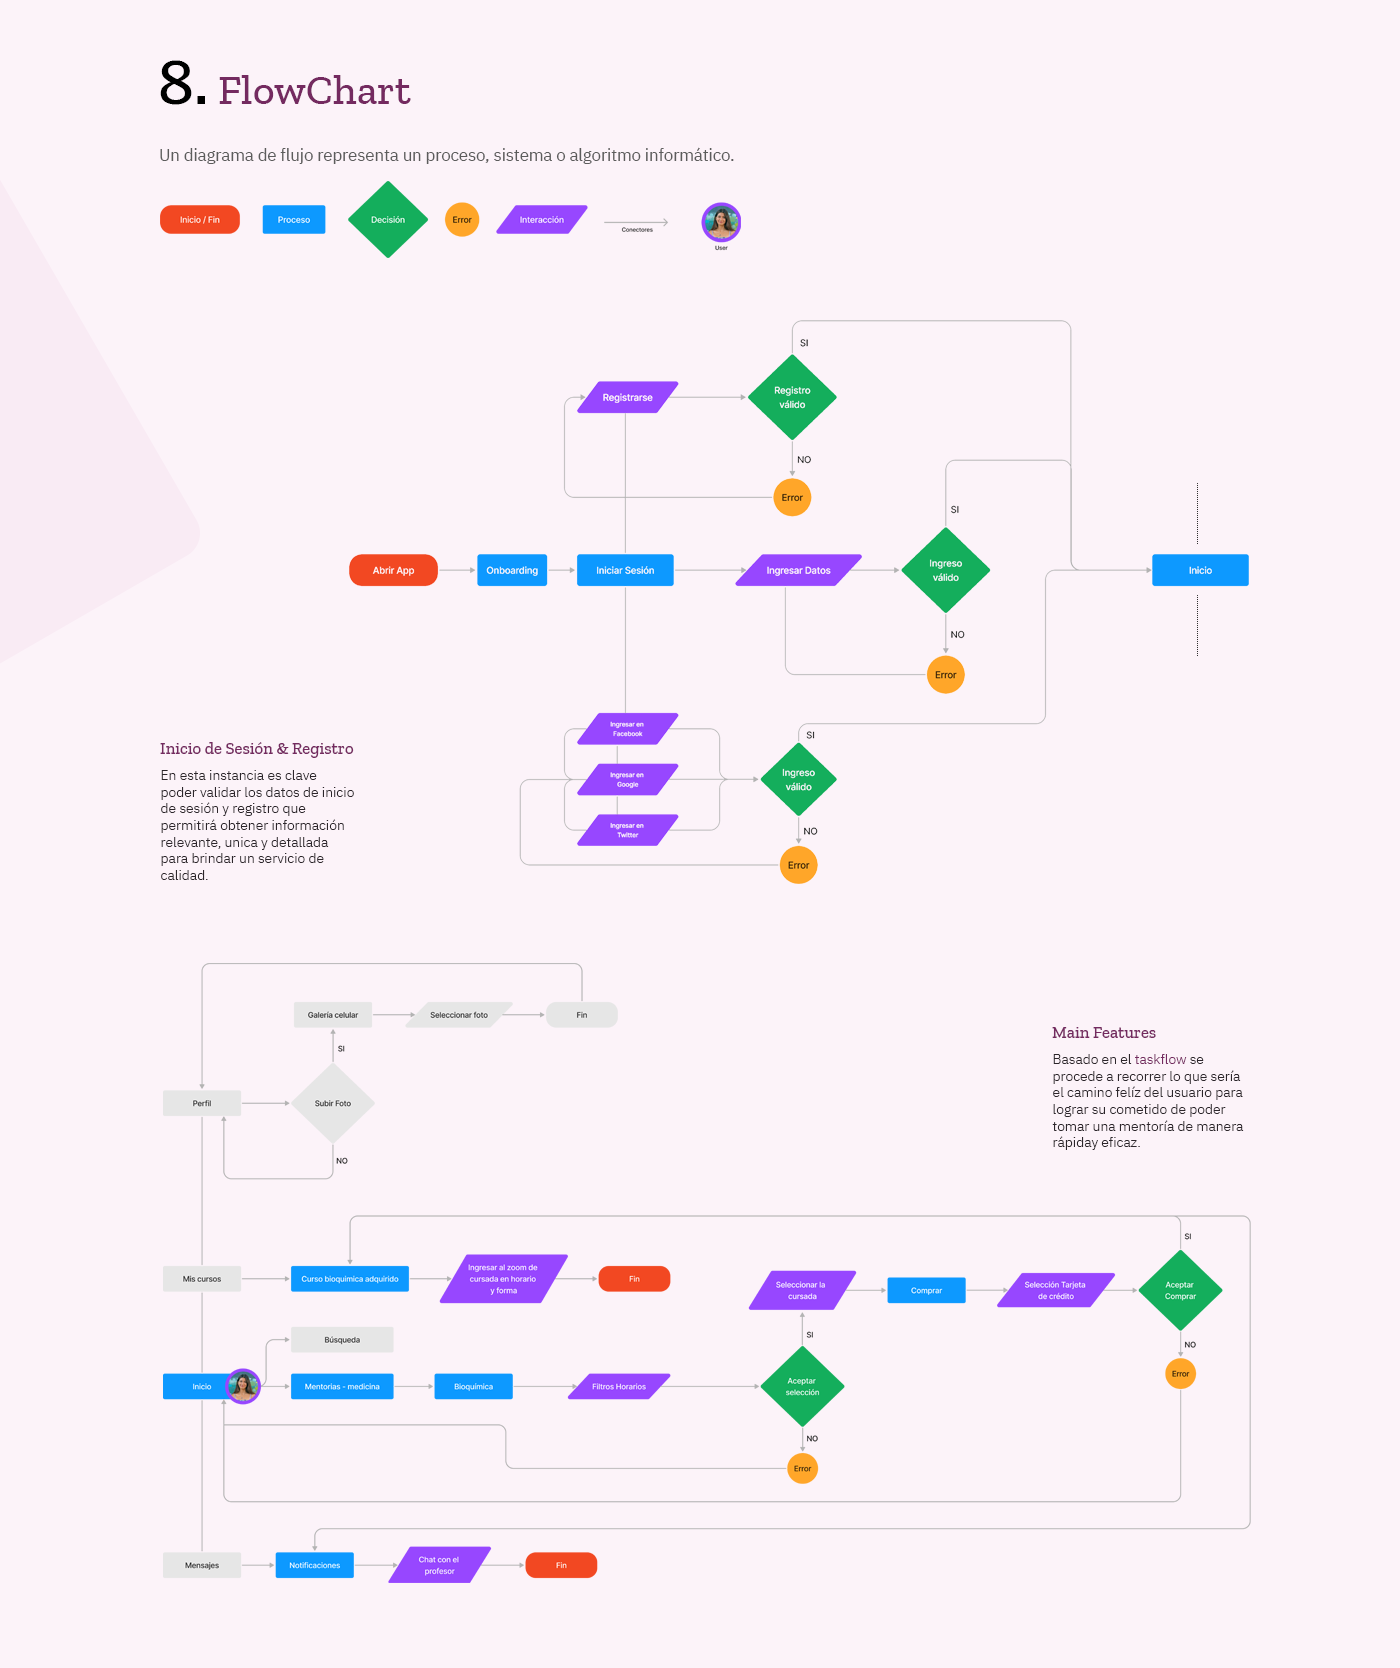 8. FlowChart
Un diagrama de flujo representa un proceso, sistema o algoritmo informático.
Inicio / Fin
Proceso
Decisión
Error
Interacción
Conectores
User
SI
Registrarse
Registro
válido
NO
Error
SI
Abrir App
Onboarding
Iniciar Sesión
Ingresar Datos
Ingreso
válido
Inicio
NO
Error
Ingresar en
Facebook
SI
Ingresar en
Google
Ingreso
válido
Ingresar en
Twitter
NO
Error
Inicio de Sesión & Registro
En esta instancia es clave
poder validar los datos de inicio
de sesión y registro que
permitirá obtener información
relevante, unica y detallada
para brindar un servicio de
calidad.
Galería celular
Seleccionar foto
Fin
SI
Perfil
Subir Foto
NO
Main Features
Basado en el taskflow se
procede a recorrer lo que sería
el camino felíz del usuario para
lograr su cometido de poder
tomar una mentoría de manera
rápiday eficaz.
SI
Mis cursos
Curso bioquimica adquirido
Ingresar al zoom de
cursada en horario
y forma
Fin
Seleccionar la
cursada
Comprar
Selección Tarjeta
de crédito
Aceptar
Comprar
SI
NO
Búsqueda
Error
Inicio
Mentorias - medicina
Bioquímica
Filtros Horarios
Aceptar
selección
NO
Error
Mensajes
Notificaciones
Chat con el
profesor
Fin